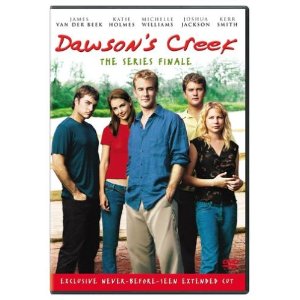 JAMES VAN DER BEEK KATIE HOLMES MICHELLE WILLIAMS JOSHUA JACKSON KERR SMITH
Dawson's Creek
THE SERIES FINALE
DVD
EXCLUSIVE NEVER-BEFORE-SEEN EXTENDED CUT